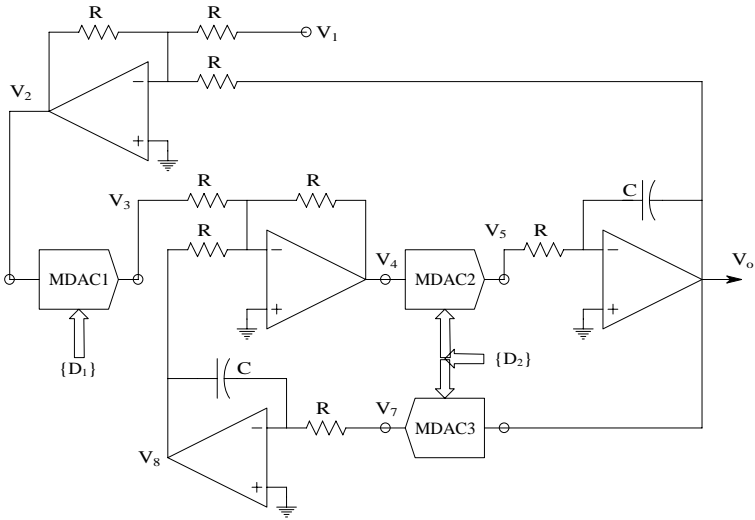 R R V₁
R
V₂
− +
R R
V₃
R
− +
V₄
V₅
R
C
− +
Vₒ
MDAC1
{D₁}
MDAC2
{D₂}
C
R
V₇
MDAC3
− +
V₈